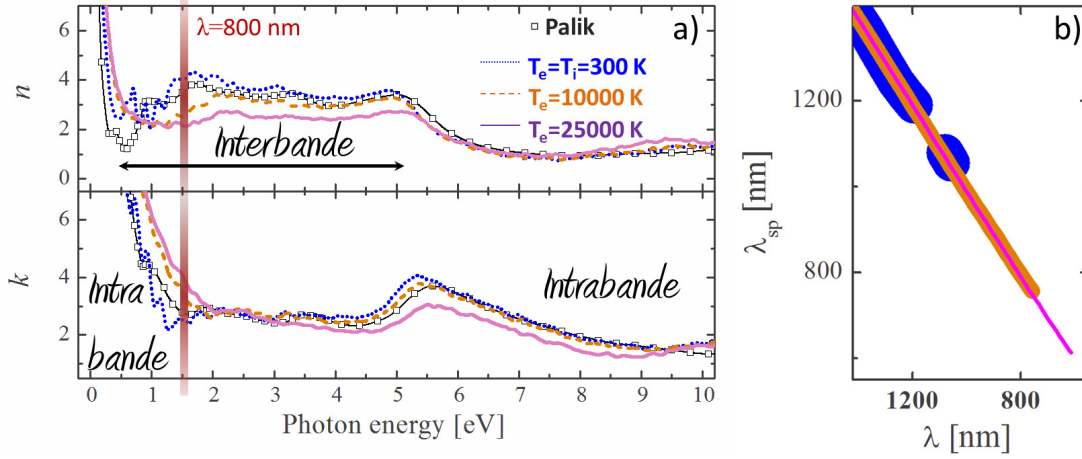 6
4
2
0
n
λ=800 nm
Palik
a)
Tₑ=Tᵢ=300 K
Tₑ=10000 K
Tₑ=25000 K
Interbande
6
4
2
k
Intra
bande
Intrabande
0 1 2 3 4 5 6 7 8 9 10
Photon energy [eV]
b)
1200
800
λsp [nm]
1200 800
λ [nm]